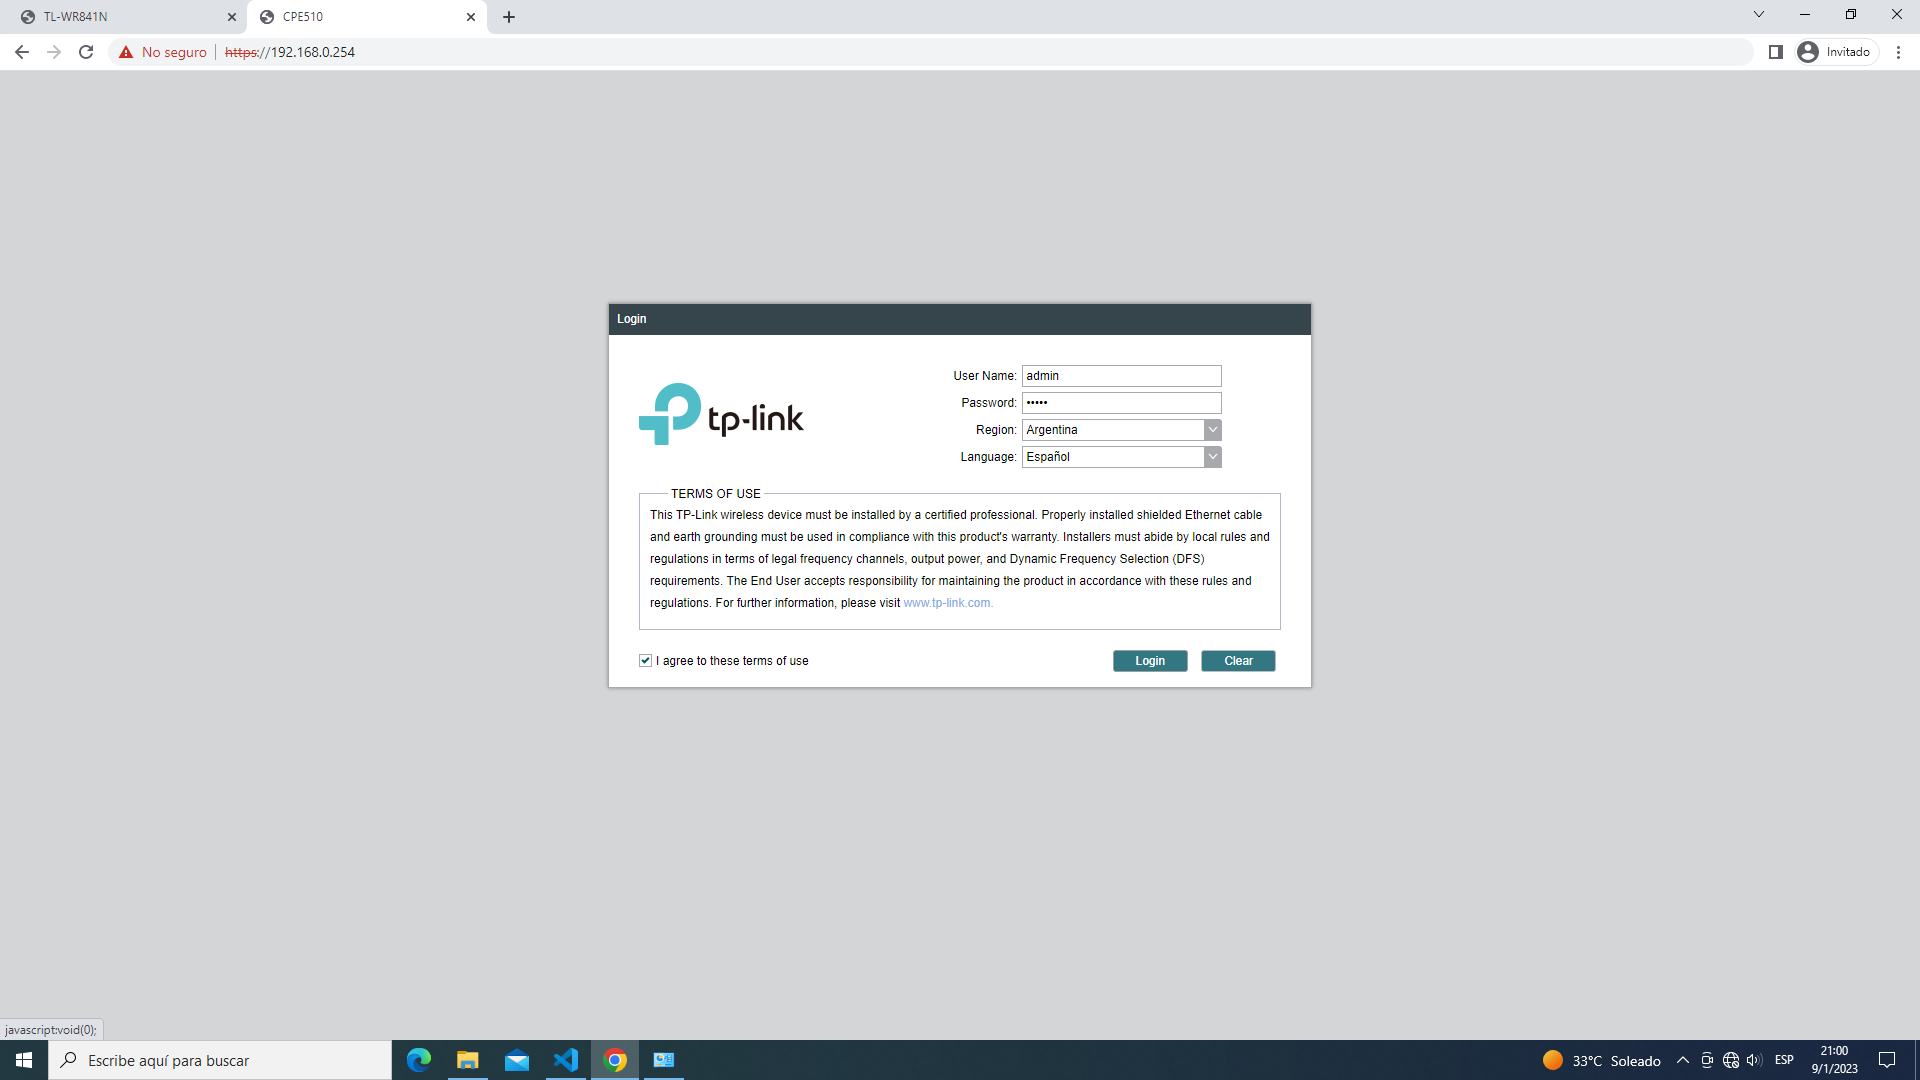 TL-WR841N
CPE510
No seguro
https://192.168.0.254
Invitado
Login
tp-link
User Name: admin
Password: •••••
Region: Argentina
Language: Español
TERMS OF USE
This TP-Link wireless device must be installed by a certified professional. Properly installed shielded Ethernet cable
and earth grounding must be used in compliance with this product's warranty. Installers must abide by local rules and
regulations in terms of legal frequency channels, output power, and Dynamic Frequency Selection (DFS)
requirements. The End User accepts responsibility for maintaining the product in accordance with these rules and
regulations. For further information, please visit www.tp-link.com.
I agree to these terms of use
Login
Clear
javascript:void(0);
Escribe aquí para buscar
33°C Soleado
ESP
21:00
9/1/2023